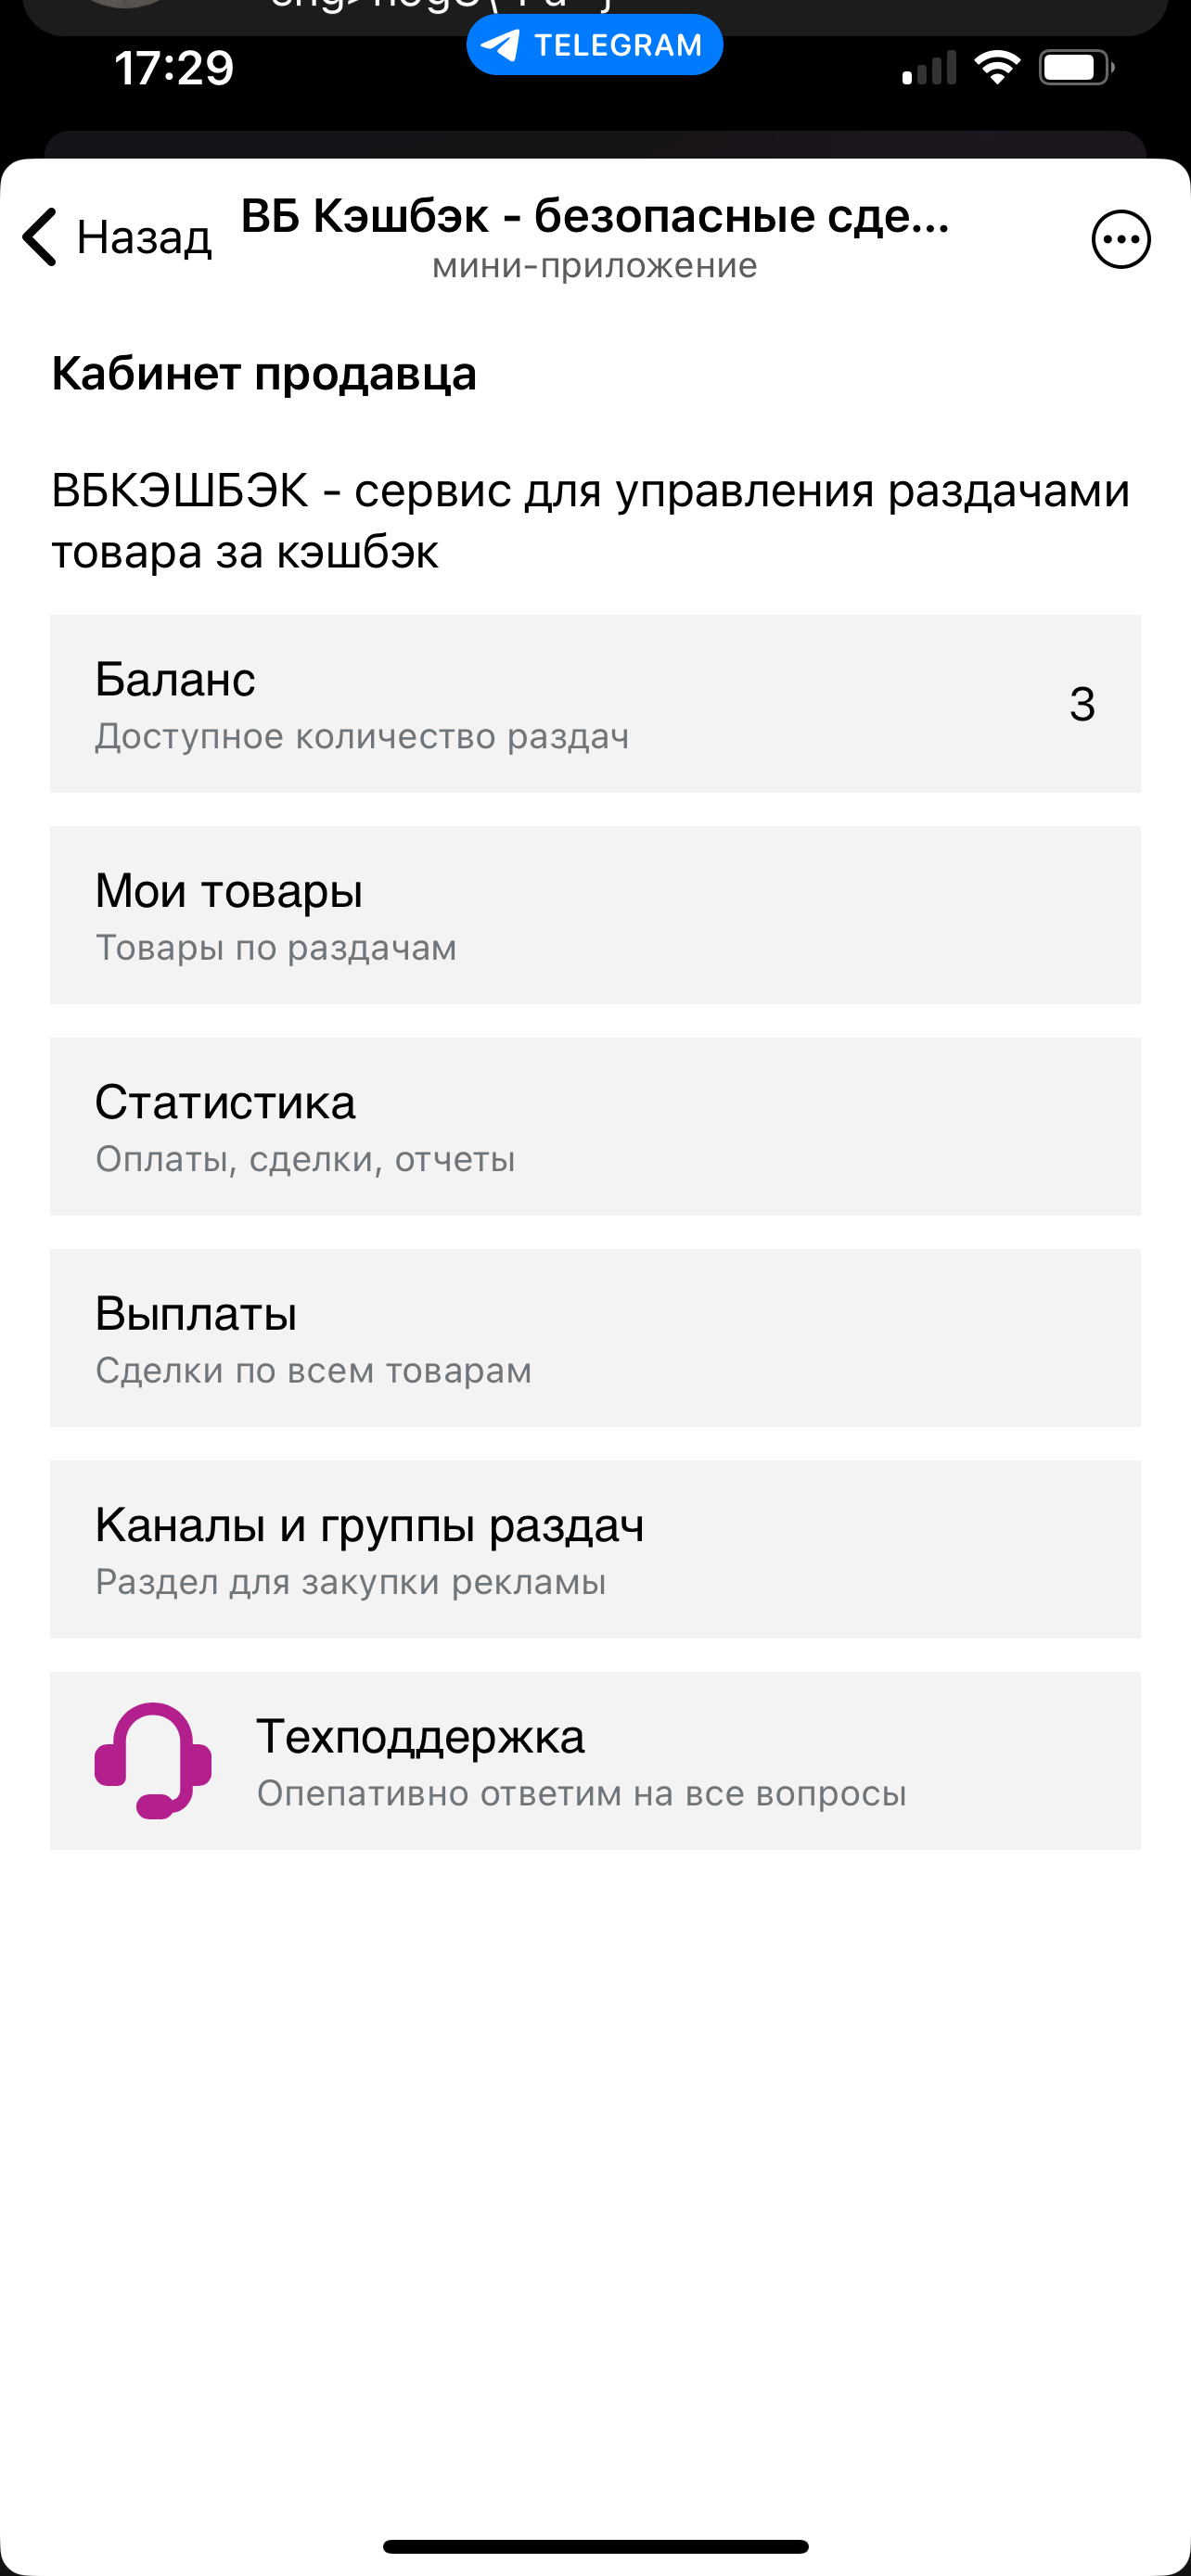 TELEGRAM
17:29
Назад
ВБ Кэшбэк - безопасные сде...
мини-приложение
Кабинет продавца
ВБКЭШБЭК - сервис для управления раздачами
товара за кэшбэк
Баланс
3
Доступное количество раздач
Мои товары
Товары по раздачам
Статистика
Оплаты, сделки, отчеты
Выплаты
Сделки по всем товарам
Каналы и группы раздач
Раздел для закупки рекламы
Техподдержка
Опепативно ответим на все вопросы